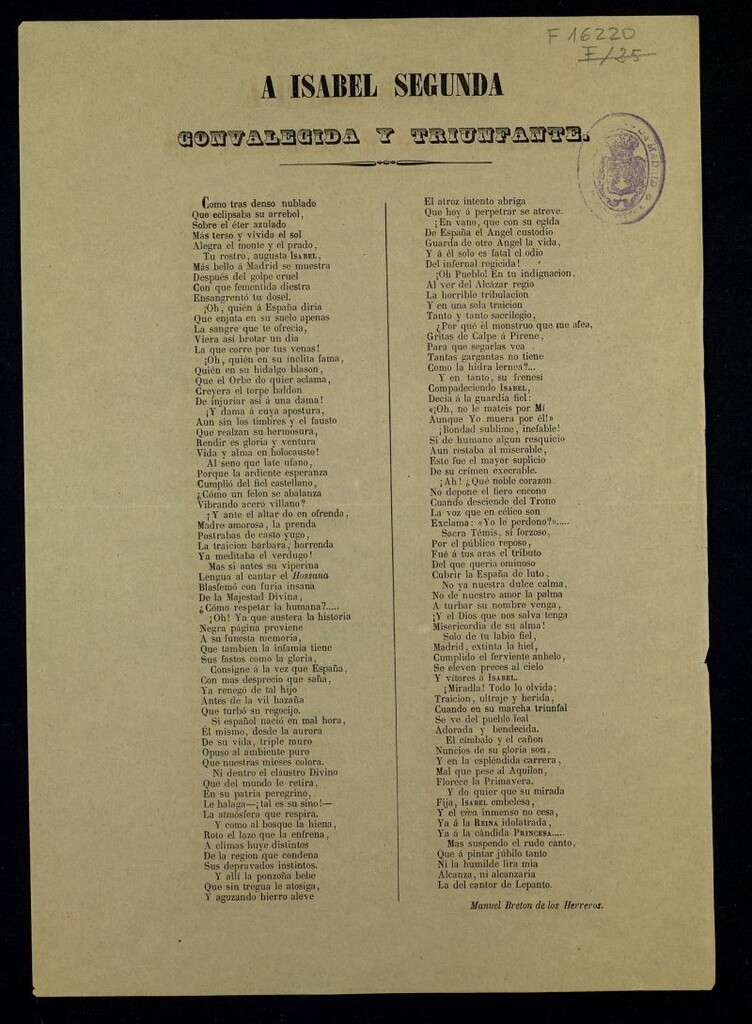 F 16220
I/25
A ISABEL SEGUNDA
CONVALECIDA Y TRIUNFANTE.
Como tras denso nublado
Que eclipsaba su arrebol,
Sobre el éter azulado
Más terso y vívido el sol
Alegra el monte y el prado,
Tu rostro, augusta ISABEL,
Más bello á Madrid se muestra
Después del golpe cruel
Con que fementida diestra
Ensangrentó tu dosel.
¡Oh, quién á España diria
Que enjuta en su suelo apenas
La sangre que te ofrecia,
Viera así brotar un dia
La que corre por tus venas!
¡Oh, quién en su ínclita fama,
Quién en su hidalgo blason,
Que el Orbe do quier aclama,
Creyera el torpe baldon
De injuriar así á una dama!
¡Y dama á cuya apostura,
Aun sin los timbres y el fausto
Que realzan su hermosura,
Rendir es gloria y ventura
Vida y alma en holocausto!
Al seno que late ufano,
Porque la ardiente esperanza
Cumplió del fiel castellano,
¿Cómo un felon se abalanza
Vibrando acero villano?
¡Y ante el altar do en ofrenda,
Madre amorosa, la prenda
Postrabas de casto yugo,
La traicion bárbara, horrenda
Ya meditaba el verdugo!
Mas si antes su viperina
Lengua al cantar el Hossana
Blasfemó con furia insana
De la Majestad Divina,
¿Cómo respetar la humana?.....
¡Oh! Ya que austera la historia
Negra página previene
A su funesta memoria,
Que tambien la infamia tiene
Sus fastos como la gloria,
Consigne á la vez que España,
Con mas desprecio que saña,
Ya renegó de tal hijo
Antes de la vil hazaña
Que turbó su regocijo.
Si español nació en mal hora,
Él mismo, desde la aurora
De su vida, triple muro
Opuso al ambiente puro
Que nuestras mieses colora.
Ni dentro el cláustro Divino
Que del mundo le retira,
En su patria peregrino,
Le halaga—¡tal es su sino!—
La atmósfera que respira.
Y como al bosque la hiena,
Roto el lazo que la enfrena,
A climas huye distintos
De la region que condena
Sus depravados instintos.
Y allí la ponzoña bebe
Que sin tregua le atosiga,
Y aguzando hierro aleve
El atroz intento abriga
Que hoy á perpetrar se atreve.
¡En vano, que con su egida
De España el Angel custodio
Guarda de otro Angel la vida,
Y á él solo es fatal el odio
Del infernal regicida!
¡Oh Pueblo! En tu indignacion,
Al ver del Alcázar regio
La horrible tribulacion
Y en una sola traicion
Tanto y tanto sacrilegio,
¿Por qué el monstruo que me afea,
Gritas de Calpe á Pirene,
Para que segarlas vea
Tantas gargantas no tiene
Como la hidra lernea?...
Y en tanto, su frenesí
Compadeciendo ISABEL,
Decia á la guardia fiel:
«¡Oh, no le mateis por Mí
Aunque Yo muera por él!»
¡Bondad sublime, inefable!
Si de humano algun resquicio
Aun restaba al miserable,
Este fue el mayor suplicio
De su crímen execrable.
¡Ah! ¿Qué noble corazon
No depone el fiero encono
Cuando desciende del Trono
La voz que en célico son
Exclama: «Yo le perdono?».....
Sacra Témis, si forzoso,
Por el público reposo,
Fué á tus aras el tributo
Del que queria ominoso
Cubrir la España de luto,
No ya nuestra dulce calma,
No de nuestro amor la palma
A turbar su nombre venga,
¡Y el Dios que nos salva tenga
Misericordia de su alma!
Solo de tu labio fiel,
Madrid, extinta la hiel,
Cumplido el ferviente anhelo,
Se eleven preces al cielo
Y vítores á ISABEL.
¡Miradla! Todo lo olvida;
Traicion, ultraje y herida,
Cuando en su marcha triunfal
Se ve del pueblo leal
Adorada y bendecida.
El címbalo y el cañon
Nuncios de su gloria son,
Y en la espléndida carrera,
Mal que pese al Aquilon,
Florece la Primavera.
Y do quier que su mirada
Fija, ISABEL embelesa,
Y el viva inmenso no cesa,
Ya á la REINA idolatrada,
Ya á la cándida PRINCESA.....
Mas suspendo el rudo canto,
Que á pintar júbilo tanto
Ni la humilde lira mia
Alcanza, ni alcanzaria
La del cantor de Lepanto.
Manuel Breton de los Herreros.